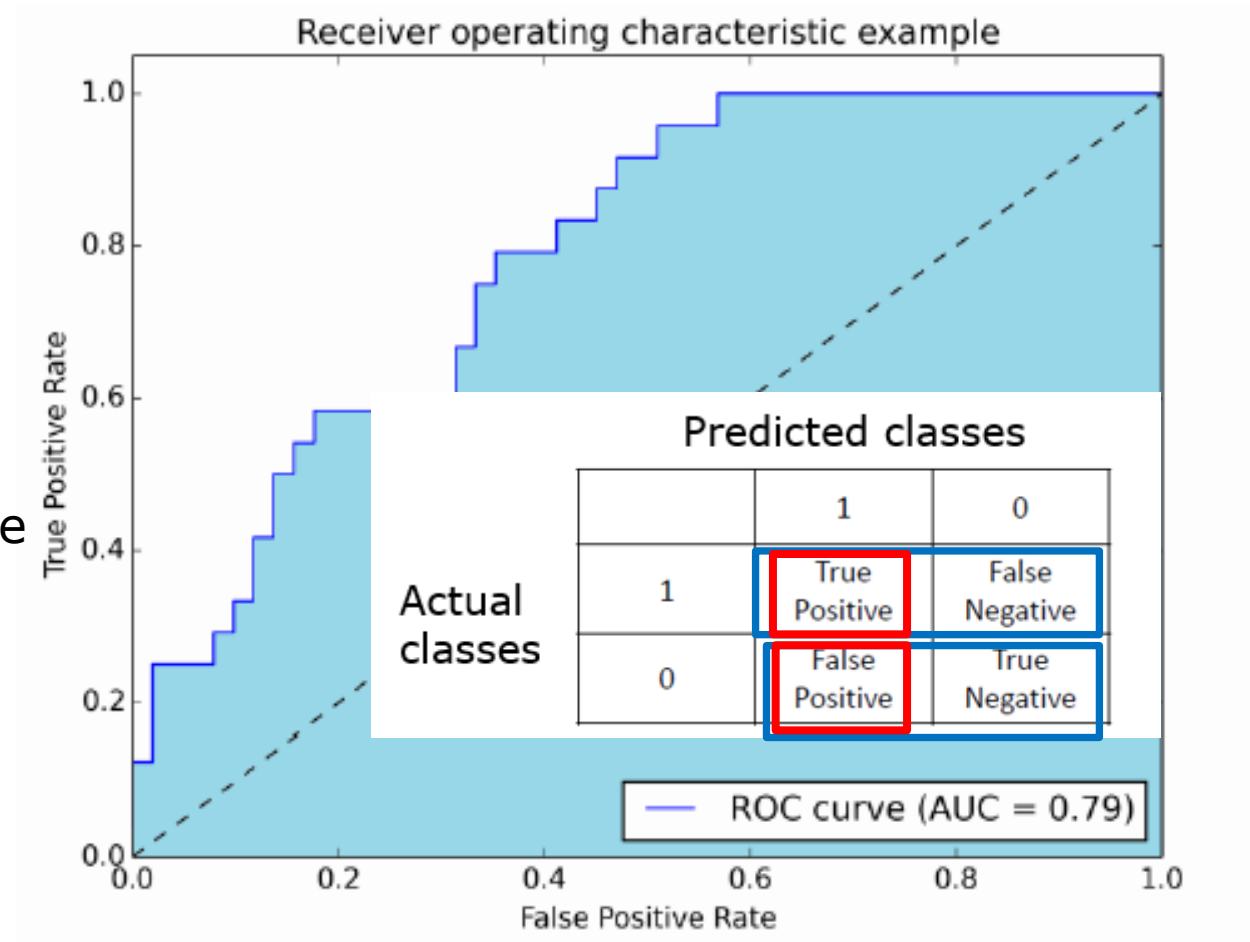 Receiver operating characteristic example
1.0
0.8
0.6
0.4
0.2
0.0
True Positive Rate
e
Predicted classes
1 0
Actual
classes
1
True
Positive
False
Negative
0
False
Positive
True
Negative
ROC curve (AUC = 0.79)
0.0 0.2 0.4 0.6 0.8 1.0
False Positive Rate